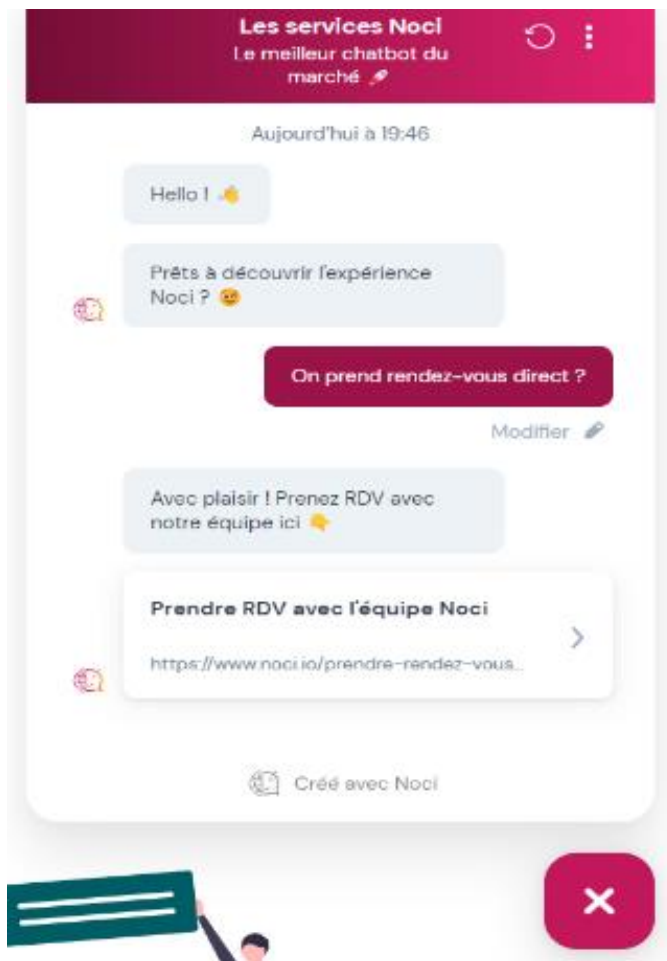 Les services Noci
Le meilleur chatbot du
marché
Aujourd'hui à 19:46
Hello !
Prêts à découvrir l'expérience
Noci ?
On prend rendez-vous direct ?
Modifier
Avec plaisir ! Prenez RDV avec
notre équipe ici
Prendre RDV avec l'équipe Noci
https://www.noci.io/prendre-rendez-vous...
Créé avec Noci